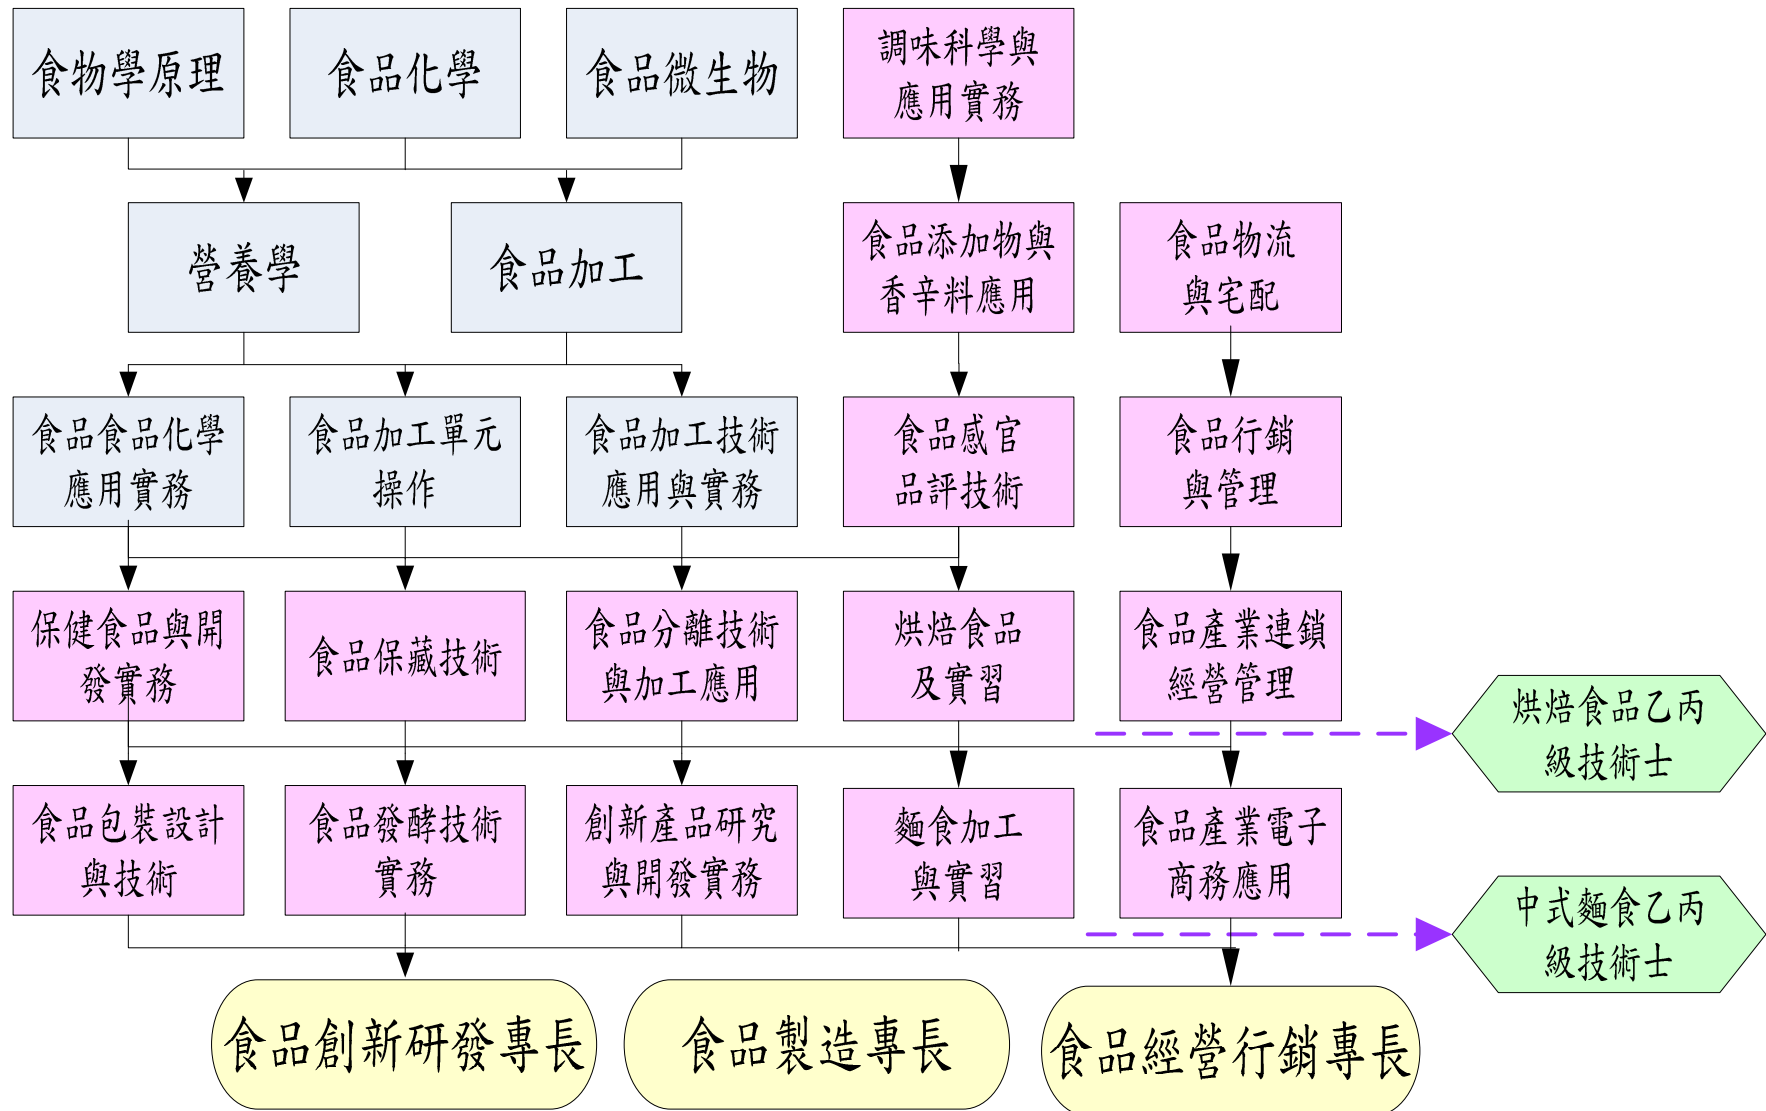 食物學原理
食品化學
食品微生物
調味科學與
應用實務
營養學
食品加工
食品添加物與
香辛料應用
食品物流
與宅配
食品食品化學
應用實務
食品加工單元
操作
食品加工技術
應用與實務
食品感官
品評技術
食品行銷
與管理
保健食品與開
發實務
食品保藏技術
食品分離技術
與加工應用
烘焙食品
及實習
食品產業連鎖
經營管理
烘焙食品乙丙
級技術士
食品包裝設計
與技術
食品發酵技術
實務
創新產品研究
與開發實務
麵食加工
與實習
食品產業電子
商務應用
中式麵食乙丙
級技術士
食品創新研發專長
食品製造專長
食品經營行銷專長